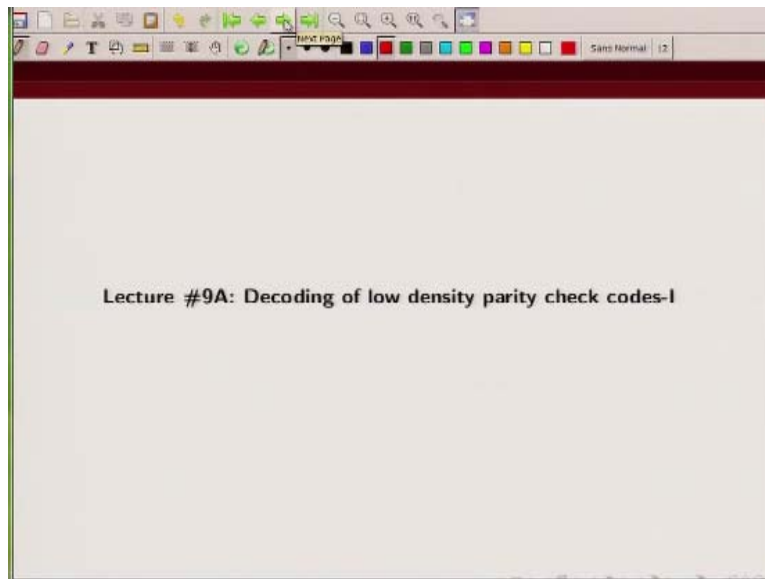 Next Page
T
Sans Normal 12
Lecture #9A: Decoding of low density parity check codes-I